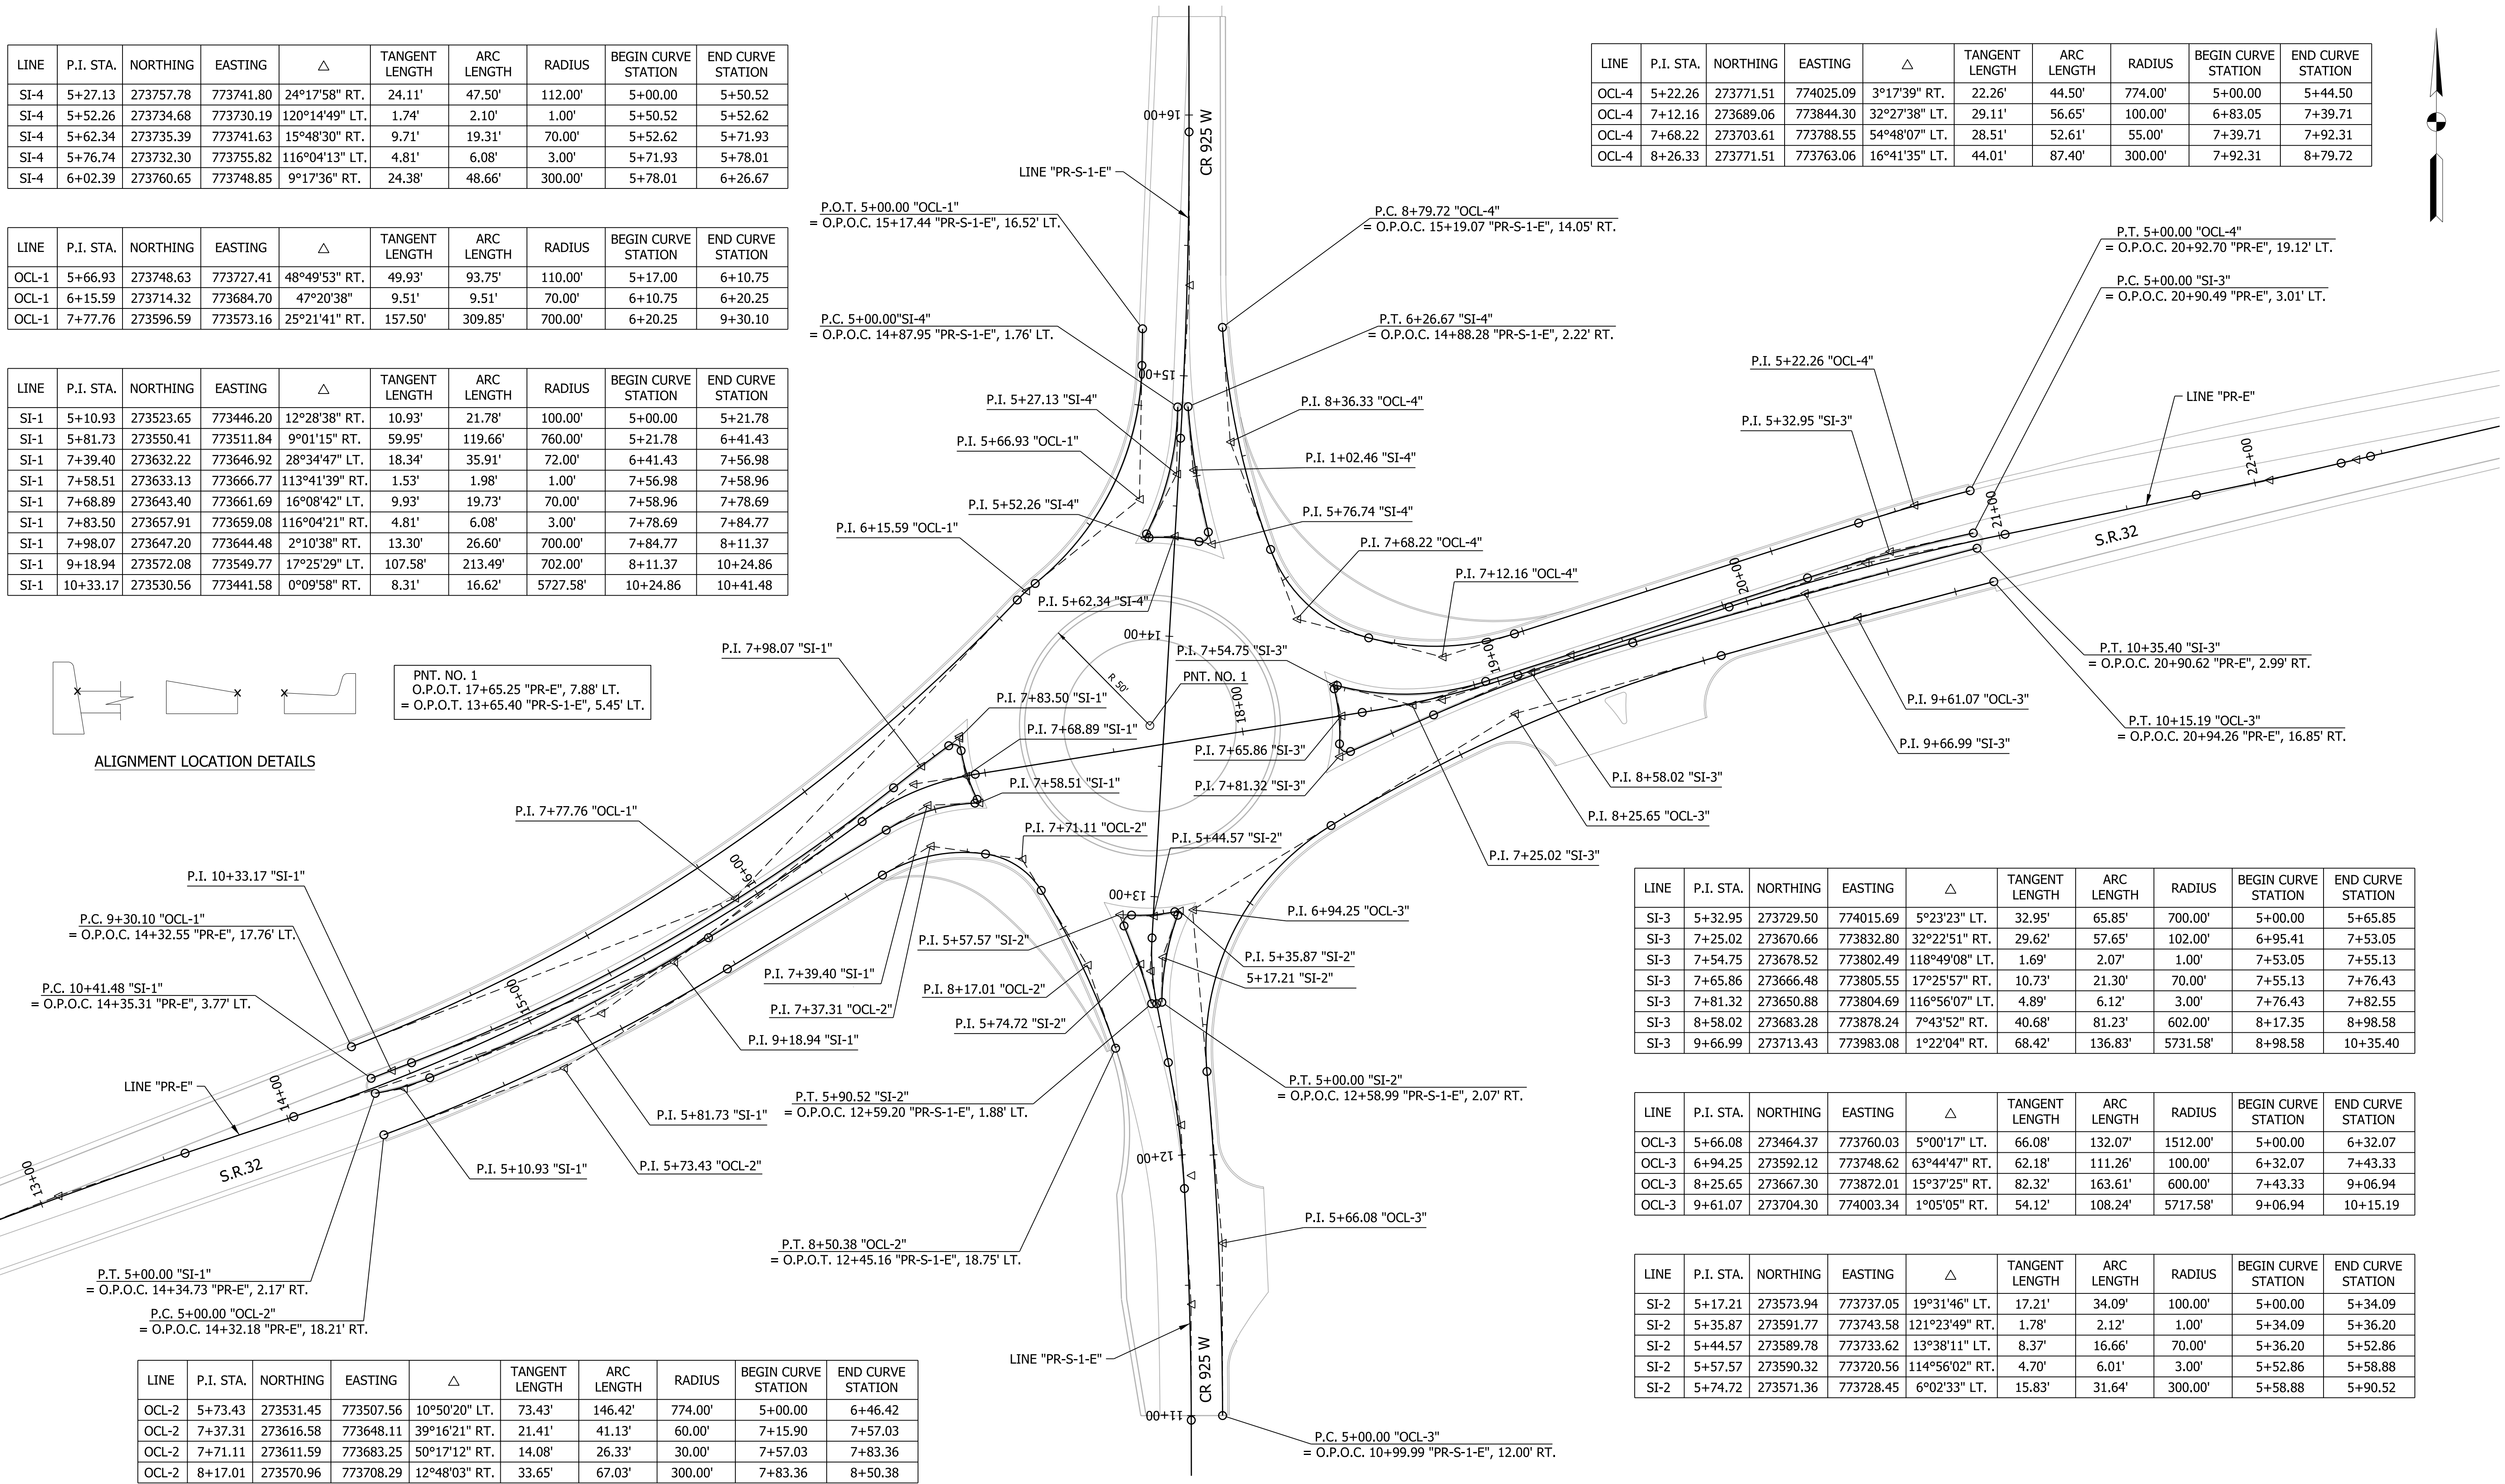 LINE P.I. STA. NORTHING EASTING △ TANGENT LENGTH ARC LENGTH RADIUS BEGIN CURVE STATION END CURVE STATION
SI-4 5+27.13 273757.78 773741.80 24°17'58" RT. 24.11' 47.50' 112.00' 5+00.00 5+50.52
SI-4 5+52.26 273734.68 773730.19 120°14'49" LT. 1.74' 2.10' 1.00' 5+50.52 5+52.62
SI-4 5+62.34 273735.39 773741.63 15°48'30" RT. 9.71' 19.31' 70.00' 5+52.62 5+71.93
SI-4 5+76.74 273732.30 773755.82 116°04'13" LT. 4.81' 6.08' 3.00' 5+71.93 5+78.01
SI-4 6+02.39 273760.65 773748.85 9°17'36" RT. 24.38' 48.66' 300.00' 5+78.01 6+26.67
LINE P.I. STA. NORTHING EASTING △ TANGENT LENGTH ARC LENGTH RADIUS BEGIN CURVE STATION END CURVE STATION
OCL-1 5+66.93 273748.63 773727.41 48°49'53" RT. 49.93' 93.75' 110.00' 5+17.00 6+10.75
OCL-1 6+15.59 273714.32 773684.70 47°20'38" 9.51' 9.51' 70.00' 6+10.75 6+20.25
OCL-1 7+77.76 273596.59 773573.16 25°21'41" RT. 157.50' 309.85' 700.00' 6+20.25 9+30.10
LINE P.I. STA. NORTHING EASTING △ TANGENT LENGTH ARC LENGTH RADIUS BEGIN CURVE STATION END CURVE STATION
SI-1 5+10.93 273523.65 773446.20 12°28'38" RT. 10.93' 21.78' 100.00' 5+00.00 5+21.78
SI-1 5+81.73 273550.41 773511.84 9°01'15" RT. 59.95' 119.66' 760.00' 5+21.78 6+41.43
SI-1 7+39.40 273632.22 773646.92 28°34'47" LT. 18.34' 35.91' 72.00' 6+41.43 7+56.98
SI-1 7+58.51 273633.13 773666.77 113°41'39" RT. 1.53' 1.98' 1.00' 7+56.98 7+58.96
SI-1 7+68.89 273643.40 773661.69 16°08'42" LT. 9.93' 19.73' 70.00' 7+58.96 7+78.69
SI-1 7+83.50 273657.91 773659.08 116°04'21" RT. 4.81' 6.08' 3.00' 7+78.69 7+84.77
SI-1 7+98.07 273647.20 773644.48 2°10'38" RT. 13.30' 26.60' 700.00' 7+84.77 8+11.37
SI-1 9+18.94 273572.08 773549.77 17°25'29" LT. 107.58' 213.49' 702.00' 8+11.37 10+24.86
SI-1 10+33.17 273530.56 773441.58 0°09'58" RT. 8.31' 16.62' 5727.58' 10+24.86 10+41.48
LINE P.I. STA. NORTHING EASTING △ TANGENT LENGTH ARC LENGTH RADIUS BEGIN CURVE STATION END CURVE STATION
OCL-4 5+22.26 273771.51 774025.09 3°17'39" RT. 22.26' 44.50' 774.00' 5+00.00 5+44.50
OCL-4 7+12.16 273689.06 773844.30 32°27'38" LT. 29.11' 56.65' 100.00' 6+83.05 7+39.71
OCL-4 7+68.22 273703.61 773788.55 54°48'07" LT. 28.51' 52.61' 55.00' 7+39.71 7+92.31
OCL-4 8+26.33 273771.51 773763.06 16°41'35" LT. 44.01' 87.40' 300.00' 7+92.31 8+79.72
16+00
CR 925 W
LINE "PR-S-1-E"
P.O.T. 5+00.00 "OCL-1"
= O.P.O.C. 15+17.44 "PR-S-1-E", 16.52' LT.
P.C. 8+79.72 "OCL-4"
= O.P.O.C. 15+19.07 "PR-S-1-E", 14.05' RT.
P.T. 5+00.00 "OCL-4"
= O.P.O.C. 20+92.70 "PR-E", 19.12' LT.
P.C. 5+00.00 "SI-3"
= O.P.O.C. 20+90.49 "PR-E", 3.01' LT.
P.C. 5+00.00"SI-4"
= O.P.O.C. 14+87.95 "PR-S-1-E", 1.76' LT.
P.T. 6+26.67 "SI-4"
= O.P.O.C. 14+88.28 "PR-S-1-E", 2.22' RT.
P.I. 5+22.26 "OCL-4"
15+00
LINE "PR-E"
P.I. 5+27.13 "SI-4"
P.I. 8+36.33 "OCL-4"
P.I. 5+32.95 "SI-3"
P.I. 5+66.93 "OCL-1"
P.I. 1+02.46 "SI-4"
22+00
P.I. 5+52.26 "SI-4"
P.I. 5+76.74 "SI-4"
21+00
P.I. 6+15.59 "OCL-1"
P.I. 7+68.22 "OCL-4"
S.R.32
P.I. 7+12.16 "OCL-4"
20+00
P.I. 5+62.34 "SI-4"
14+00
19+00
P.I. 7+98.07 "SI-1"
P.I. 7+54.75 "SI-3"
P.T. 10+35.40 "SI-3"
= O.P.O.C. 20+90.62 "PR-E", 2.99' RT.
PNT. NO. 1
O.P.O.T. 17+65.25 "PR-E", 7.88' LT.
= O.P.O.T. 13+65.40 "PR-S-1-E", 5.45' LT.
R 50'
PNT. NO. 1
18+00
P.I. 7+83.50 "SI-1"
P.I. 9+61.07 "OCL-3"
P.T. 10+15.19 "OCL-3"
= O.P.O.C. 20+94.26 "PR-E", 16.85' RT.
P.I. 7+68.89 "SI-1"
P.I. 7+65.86 "SI-3"
P.I. 9+66.99 "SI-3"
ALIGNMENT LOCATION DETAILS
P.I. 7+58.51 "SI-1"
P.I. 7+81.32 "SI-3"
P.I. 8+58.02 "SI-3"
P.I. 7+77.76 "OCL-1"
P.I. 8+25.65 "OCL-3"
P.I. 7+71.11 "OCL-2"
P.I. 5+44.57 "SI-2"
P.I. 7+25.02 "SI-3"
16+00
P.I. 10+33.17 "SI-1"
13+00
P.C. 9+30.10 "OCL-1"
= O.P.O.C. 14+32.55 "PR-E", 17.76' LT.
P.I. 6+94.25 "OCL-3"
P.I. 5+57.57 "SI-2"
P.I. 5+35.87 "SI-2"
P.I. 7+39.40 "SI-1"
5+17.21 "SI-2"
P.C. 10+41.48 "SI-1"
= O.P.O.C. 14+35.31 "PR-E", 3.77' LT.
15+00
P.I. 8+17.01 "OCL-2"
P.I. 7+37.31 "OCL-2"
P.I. 5+74.72 "SI-2"
P.I. 9+18.94 "SI-1"
LINE "PR-E"
14+00
P.T. 5+90.52 "SI-2"
= O.P.O.C. 12+59.20 "PR-S-1-E", 1.88' LT.
P.T. 5+00.00 "SI-2"
= O.P.O.C. 12+58.99 "PR-S-1-E", 2.07' RT.
P.I. 5+81.73 "SI-1"
P.I. 5+10.93 "SI-1"
P.I. 5+73.43 "OCL-2"
12+00
13+00
S.R.32
P.I. 5+66.08 "OCL-3"
P.T. 8+50.38 "OCL-2"
= O.P.O.T. 12+45.16 "PR-S-1-E", 18.75' LT.
P.T. 5+00.00 "SI-1"
= O.P.O.C. 14+34.73 "PR-E", 2.17' RT.
P.C. 5+00.00 "OCL-2"
= O.P.O.C. 14+32.18 "PR-E", 18.21' RT.
LINE "PR-S-1-E"
CR 925 W
11+00
P.C. 5+00.00 "OCL-3"
= O.P.O.C. 10+99.99 "PR-S-1-E", 12.00' RT.
LINE P.I. STA. NORTHING EASTING △ TANGENT LENGTH ARC LENGTH RADIUS BEGIN CURVE STATION END CURVE STATION
SI-3 5+32.95 273729.50 774015.69 5°23'23" LT. 32.95' 65.85' 700.00' 5+00.00 5+65.85
SI-3 7+25.02 273670.66 773832.80 32°22'51" RT. 29.62' 57.65' 102.00' 6+95.41 7+53.05
SI-3 7+54.75 273678.52 773802.49 118°49'08" LT. 1.69' 2.07' 1.00' 7+53.05 7+55.13
SI-3 7+65.86 273668.46 773805.55 17°25'57" RT. 10.73' 21.30' 70.00' 7+55.13 7+76.43
SI-3 7+81.32 273650.88 773804.69 116°56'07" LT. 4.89' 6.12' 3.00' 7+76.43 7+82.55
SI-3 8+58.02 273683.28 773878.24 7°43'52" RT. 40.68' 81.23' 602.00' 8+17.35 8+98.58
SI-3 9+66.99 273713.43 773983.08 1°22'04" RT. 68.42' 136.83' 5731.58' 8+98.58 10+35.40
LINE P.I. STA. NORTHING EASTING △ TANGENT LENGTH ARC LENGTH RADIUS BEGIN CURVE STATION END CURVE STATION
OCL-3 5+66.08 273464.37 773760.03 5°00'17" LT. 66.08' 132.07' 1512.00' 5+00.00 6+32.07
OCL-3 6+94.25 273592.12 773748.62 63°44'47" RT. 62.18' 111.26' 100.00' 6+32.07 7+43.33
OCL-3 8+25.65 273667.30 773872.01 15°37'25" RT. 82.32' 163.61' 600.00' 7+43.33 9+06.94
OCL-3 9+61.07 273704.30 774003.34 1°05'05" RT. 54.12' 108.24' 5717.58' 9+06.94 10+15.19
LINE P.I. STA. NORTHING EASTING △ TANGENT LENGTH ARC LENGTH RADIUS BEGIN CURVE STATION END CURVE STATION
SI-2 5+17.21 273573.94 773737.05 19°31'46" LT. 17.21' 34.09' 100.00' 5+00.00 5+34.09
SI-2 5+35.87 273591.77 773743.58 121°23'49" RT. 1.78' 2.12' 1.00' 5+34.09 5+36.20
SI-2 5+44.57 273589.78 773733.62 13°38'11" LT. 8.37' 16.66' 70.00' 5+36.20 5+52.86
SI-2 5+57.57 273590.32 773720.56 114°56'02" RT. 4.70' 6.01' 3.00' 5+52.86 5+58.88
SI-2 5+74.72 273571.36 773728.45 6°02'33" LT. 15.83' 31.64' 300.00' 5+58.88 5+90.52
LINE P.I. STA. NORTHING EASTING △ TANGENT LENGTH ARC LENGTH RADIUS BEGIN CURVE STATION END CURVE STATION
OCL-2 5+73.43 273531.45 773507.56 10°50'20" LT. 73.43' 146.42' 774.00' 5+00.00 6+46.42
OCL-2 7+37.31 273616.58 773648.11 39°16'21" RT. 21.41' 41.13' 60.00' 7+15.90 7+57.03
OCL-2 7+71.11 273611.59 773683.25 50°17'12" RT. 14.08' 26.33' 30.00' 7+57.03 7+83.36
OCL-2 8+17.01 273570.96 773708.29 12°48'03" RT. 33.65' 67.03' 300.00' 7+83.36 8+50.38